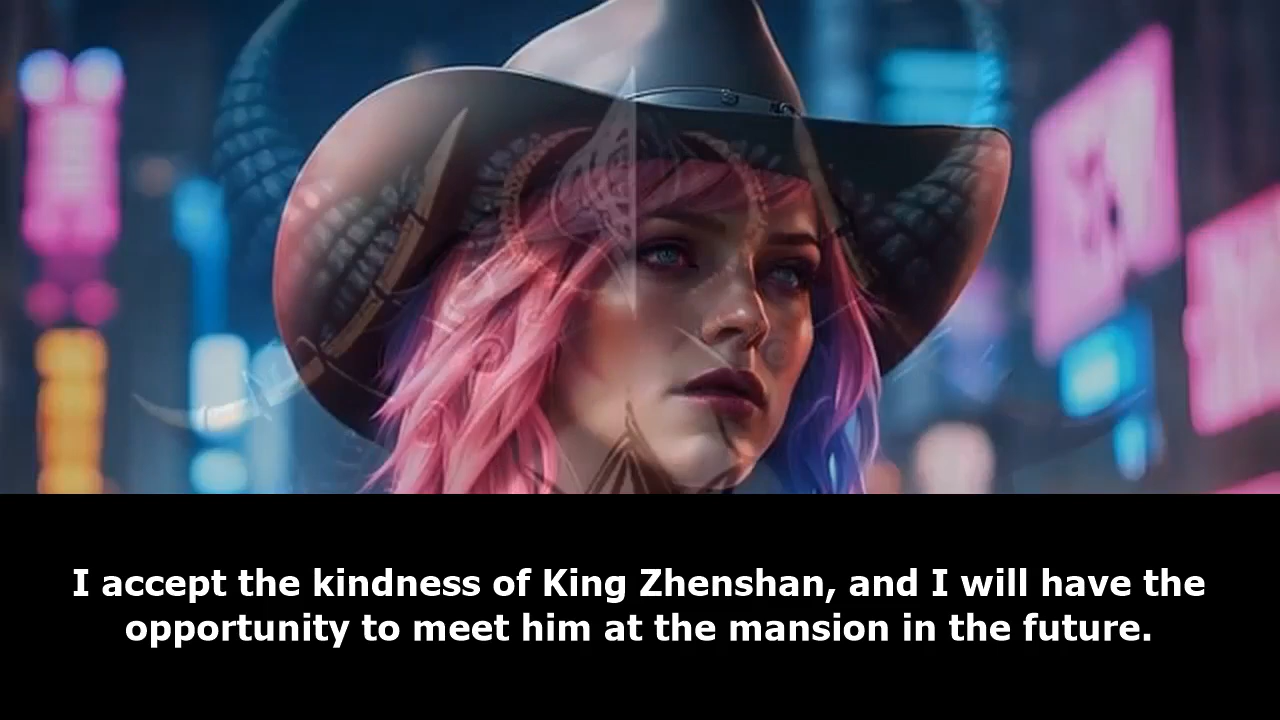 I accept the kindness of King Zhenshan, and I will have the
opportunity to meet him at the mansion in the future.